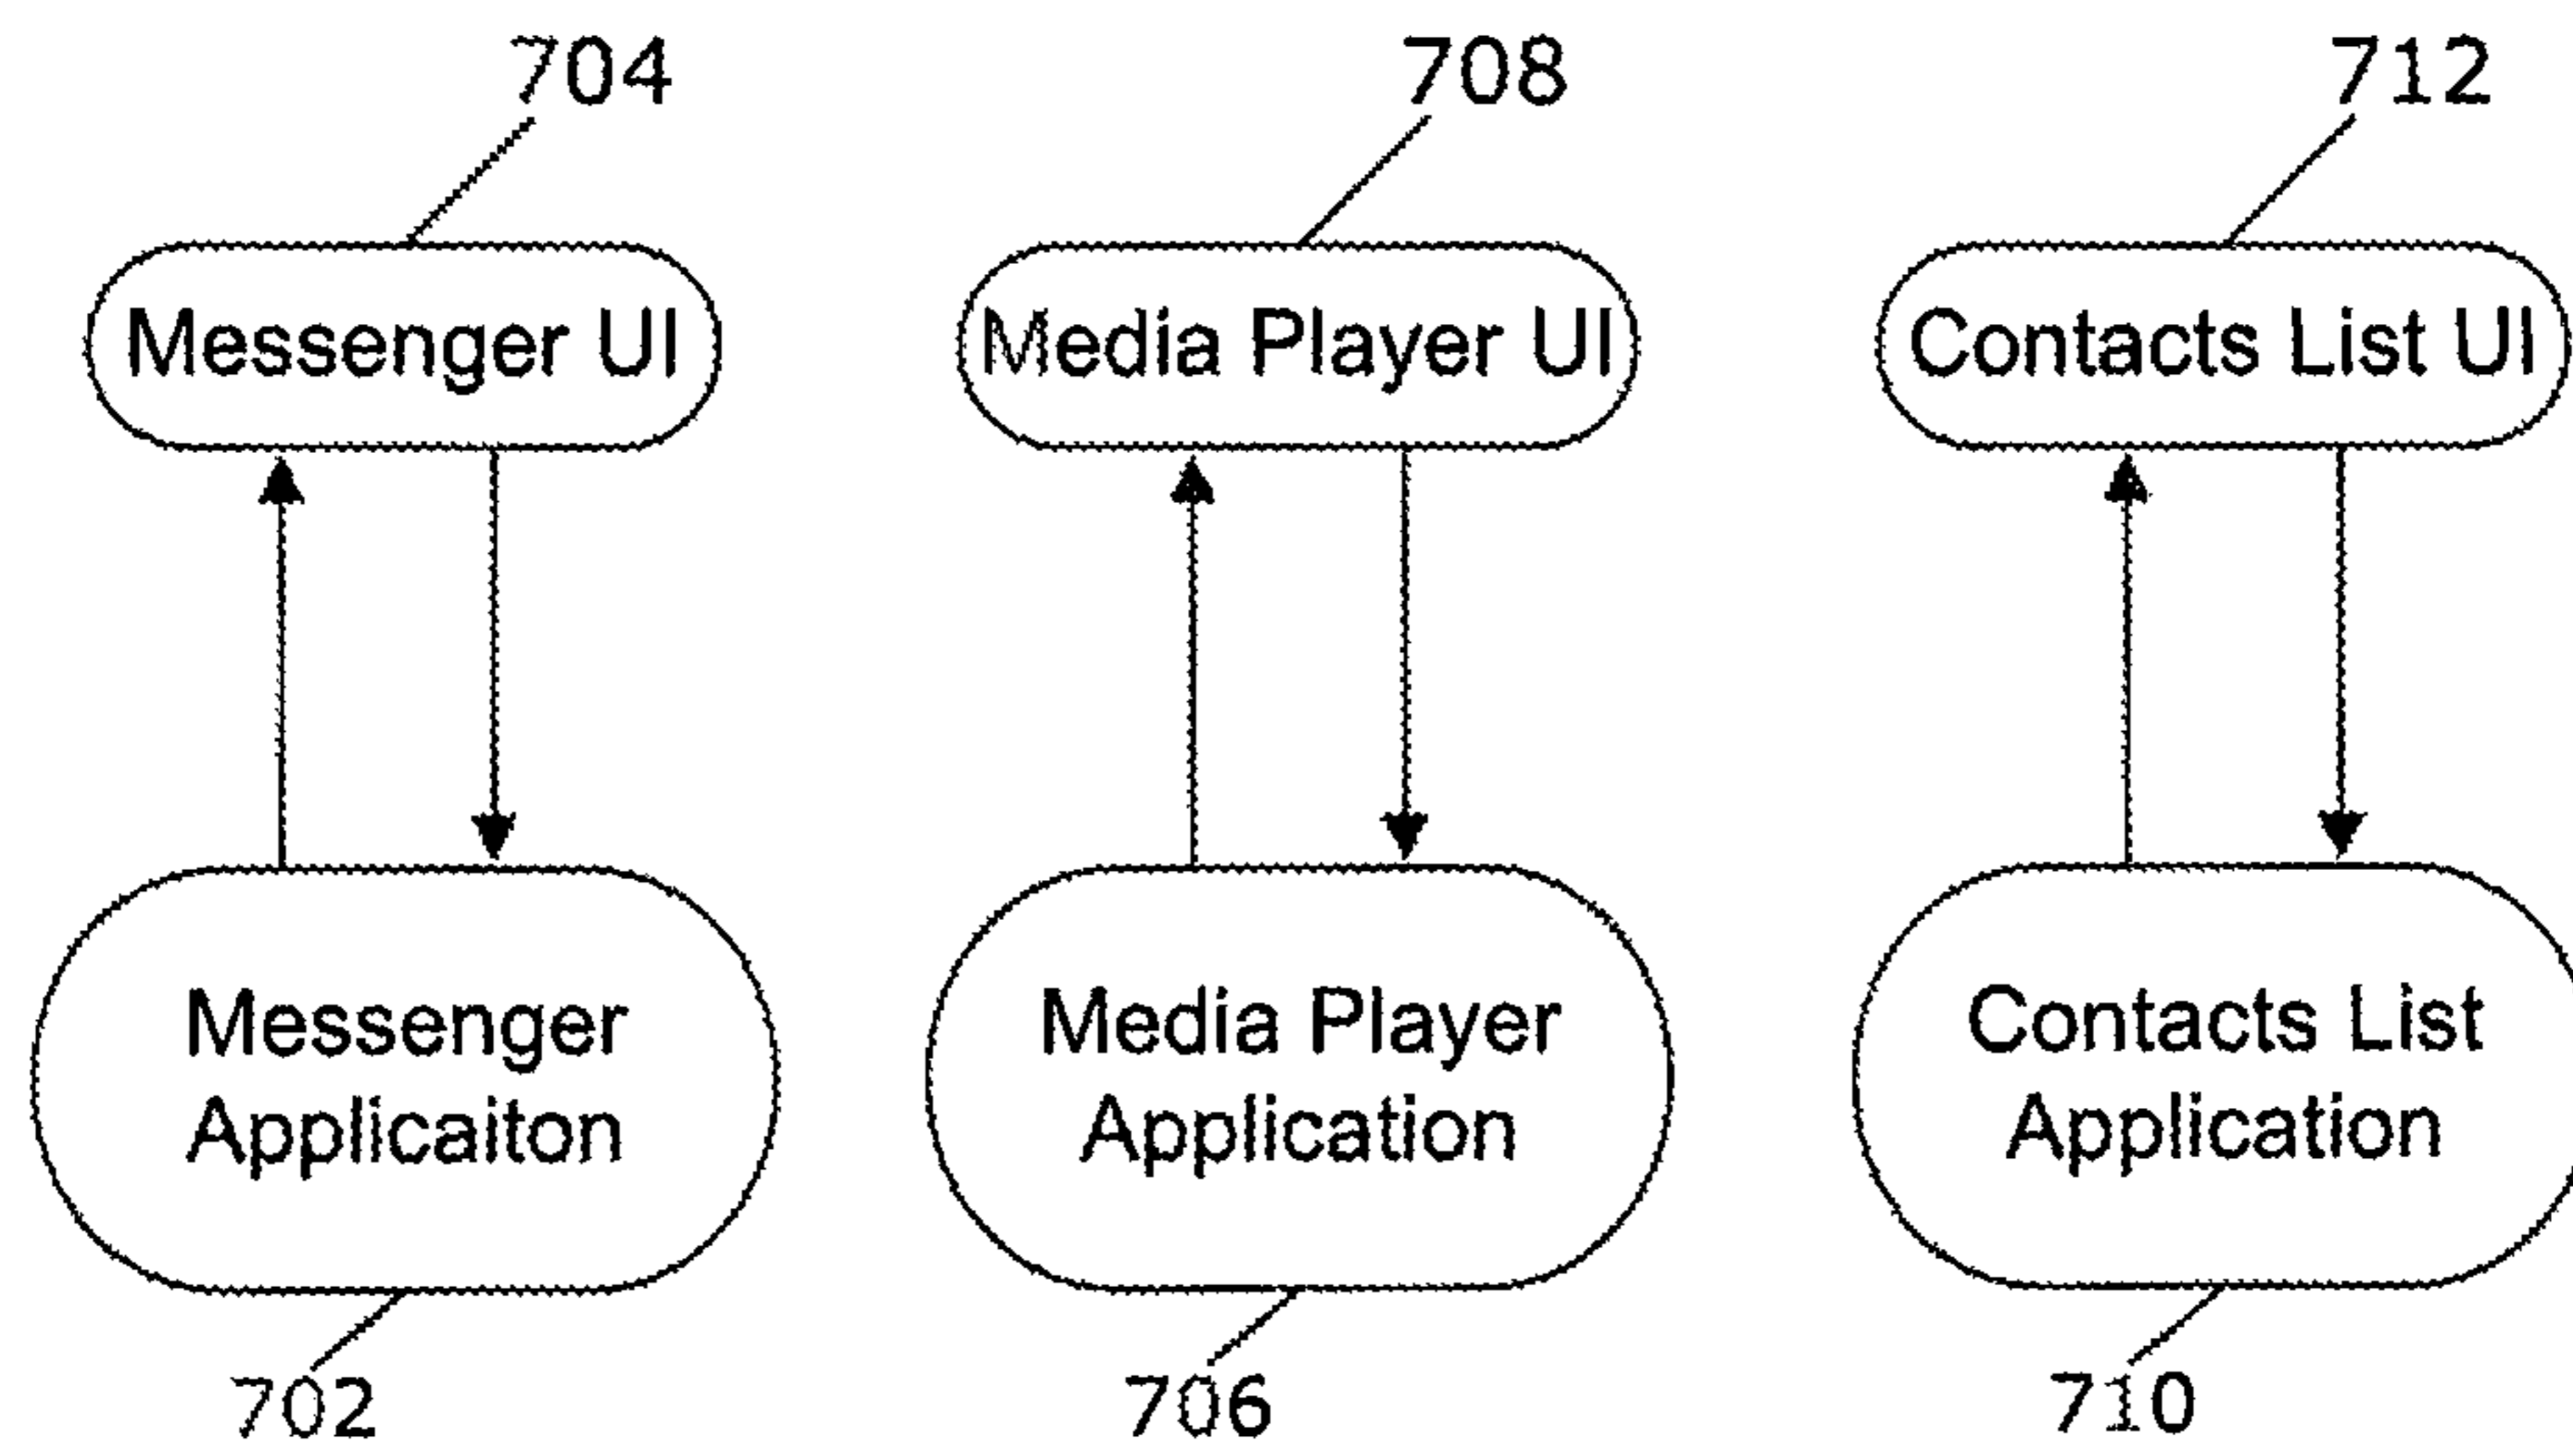 704 708 712
Messenger UI Media Player UI Contacts List UI
Messenger Media Player Contacts List
Applicaiton Application Application
702 706 710